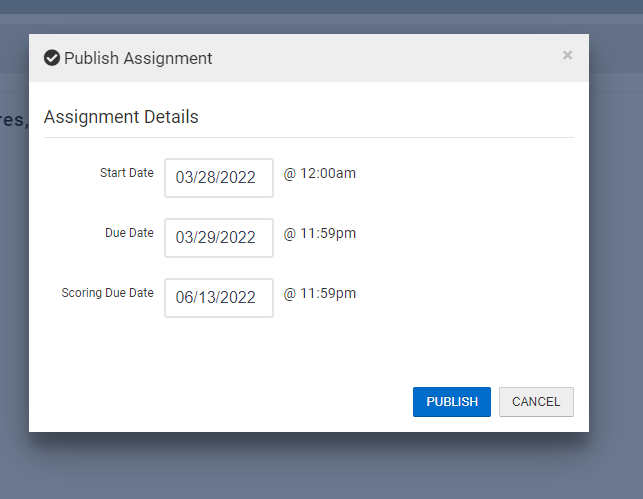 Publish Assignment ×
res,
Assignment Details
Start Date 03/28/2022 @ 12:00am
Due Date 03/29/2022 @ 11:59pm
Scoring Due Date 06/13/2022 @ 11:59pm
PUBLISH CANCEL